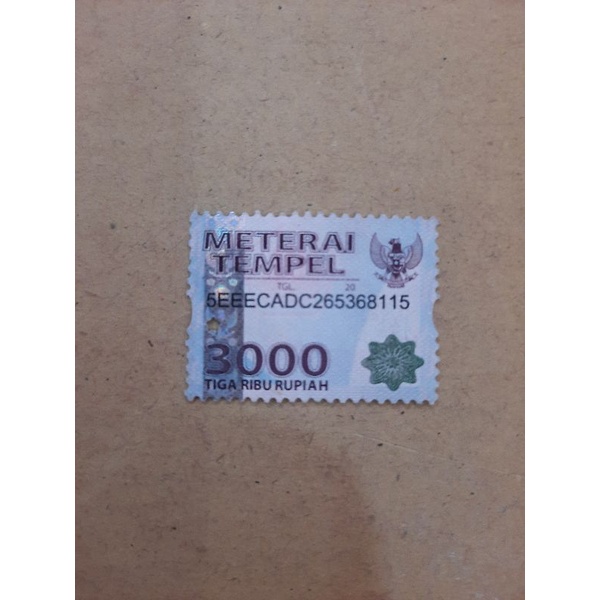 METERAI
TEMPEL
TGL. 20
5EEECADC265368115
3000
TIGA RIBU RUPIAH